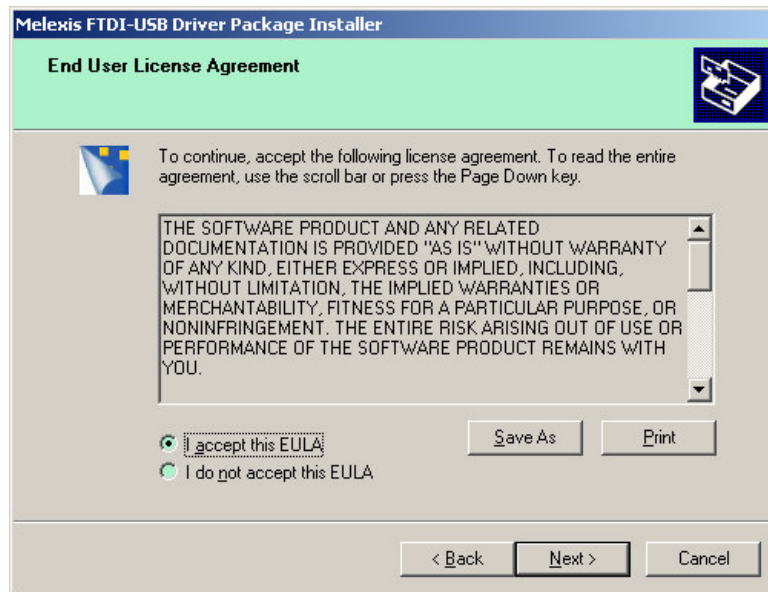 Melexis FTDI-USB Driver Package Installer
End User License Agreement
To continue, accept the following license agreement. To read the entire
agreement, use the scroll bar or press the Page Down key.
THE SOFTWARE PRODUCT AND ANY RELATED
DOCUMENTATION IS PROVIDED "AS IS" WITHOUT WARRANTY
OF ANY KIND, EITHER EXPRESS OR IMPLIED, INCLUDING,
WITHOUT LIMITATION, THE IMPLIED WARRANTIES OR
MERCHANTABILITY, FITNESS FOR A PARTICULAR PURPOSE, OR
NONINFRINGEMENT. THE ENTIRE RISK ARISING OUT OF USE OR
PERFORMANCE OF THE SOFTWARE PRODUCT REMAINS WITH
YOU.
I accept this EULA
I do not accept this EULA
Save As
Print
< Back
Next >
Cancel